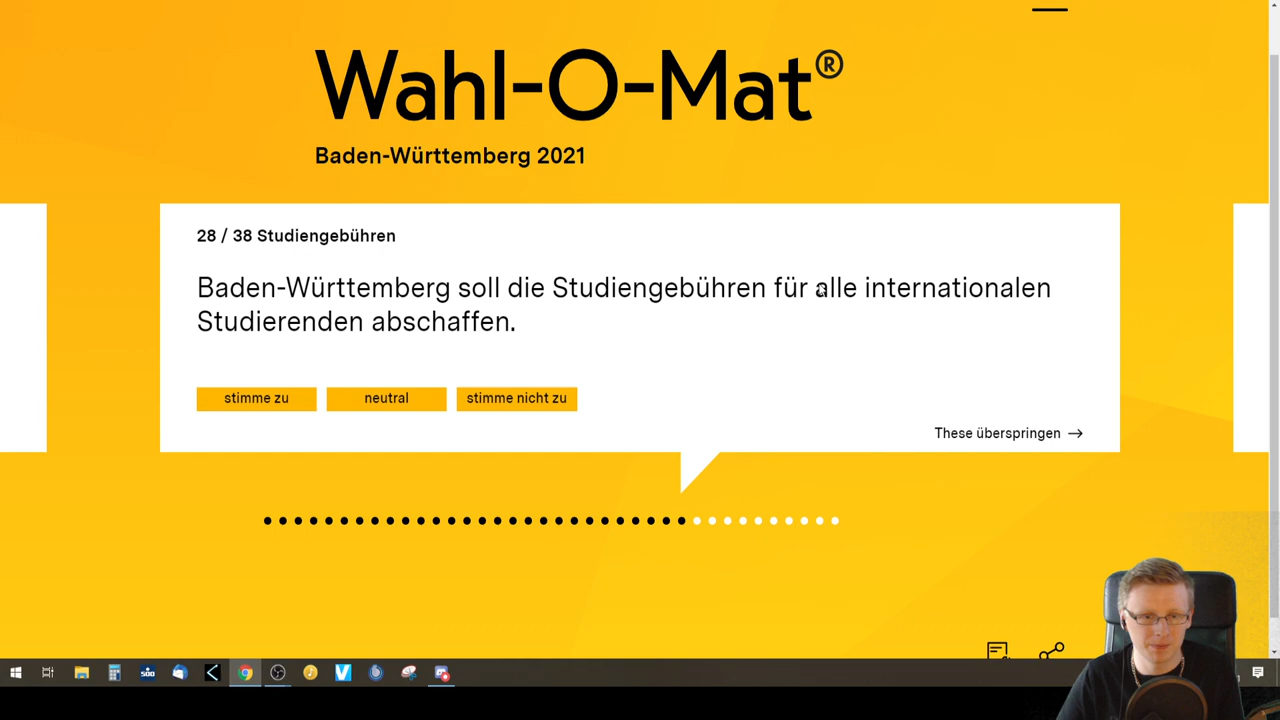 Wahl-O-Mat®
Baden-Württemberg 2021
28 / 38 Studiengebühren
Baden-Württemberg soll die Studiengebühren für alle internationalen
Studierenden abschaffen.
stimme zu
neutral
stimme nicht zu
These überspringen →
500